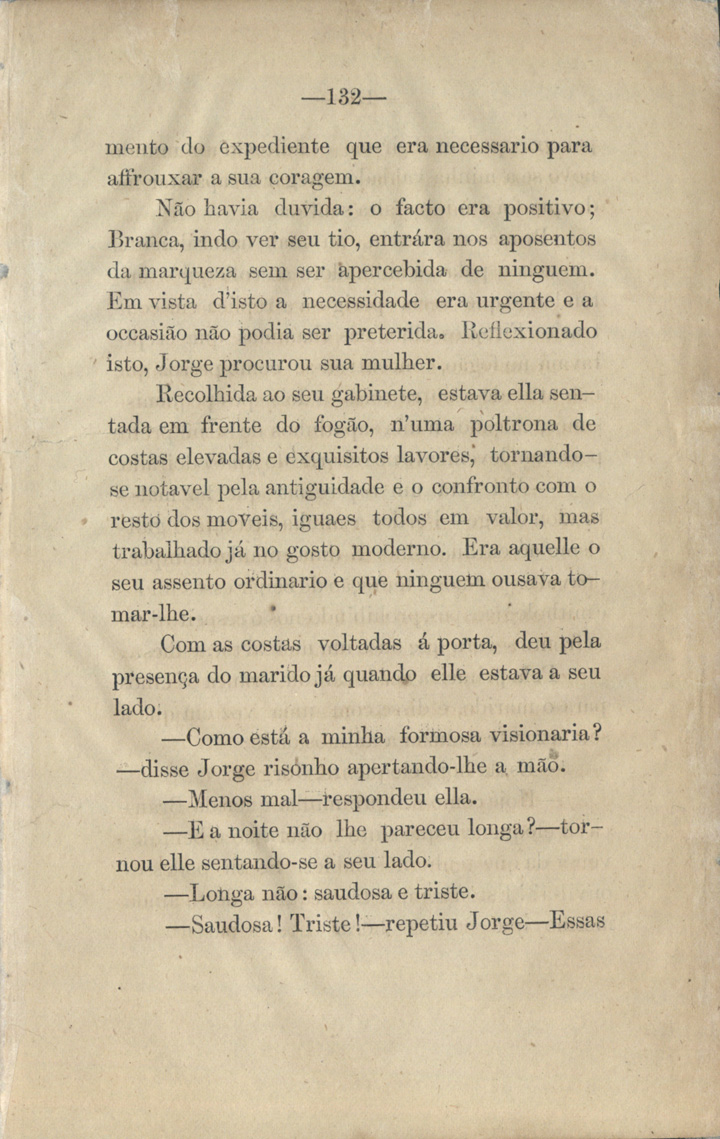 —132—
mento do expediente que era necessario para
affrouxar a sua coragem.
Não havia duvida: o facto era positivo;
Branca, indo ver seu tio, entrára nos aposentos
da marqueza sem ser apercebida de ninguem.
Em vista d'isto a necessidade era urgente e a
occasião não podia ser preterida. Reflexionado
isto, Jorge procurou sua mulher.
Recolhida ao seu gabinete, estava ella sen-
tada em frente do fogão, n'uma poltrona de
costas elevadas e exquisitos lavores, tornando-
se notavel pela antiguidade e o confronto com o
resto dos moveis, iguaes todos em valor, mas
trabalhado já no gosto moderno. Era aquelle o
seu assento ordinario e que ninguem ousava to-
mar-lhe.
Com as costas voltadas á porta, deu pela
presença do marido já quando elle estava a seu
lado.
—Como está a minha formosa visionaria?
—disse Jorge risonho apertando-lhe a mão.
—Menos mal—respondeu ella.
—E a noite não lhe pareceu longa?—tor-
nou elle sentando-se a seu lado.
—Longa não: saudosa e triste.
—Saudosa! Triste!—repetiu Jorge—Essas